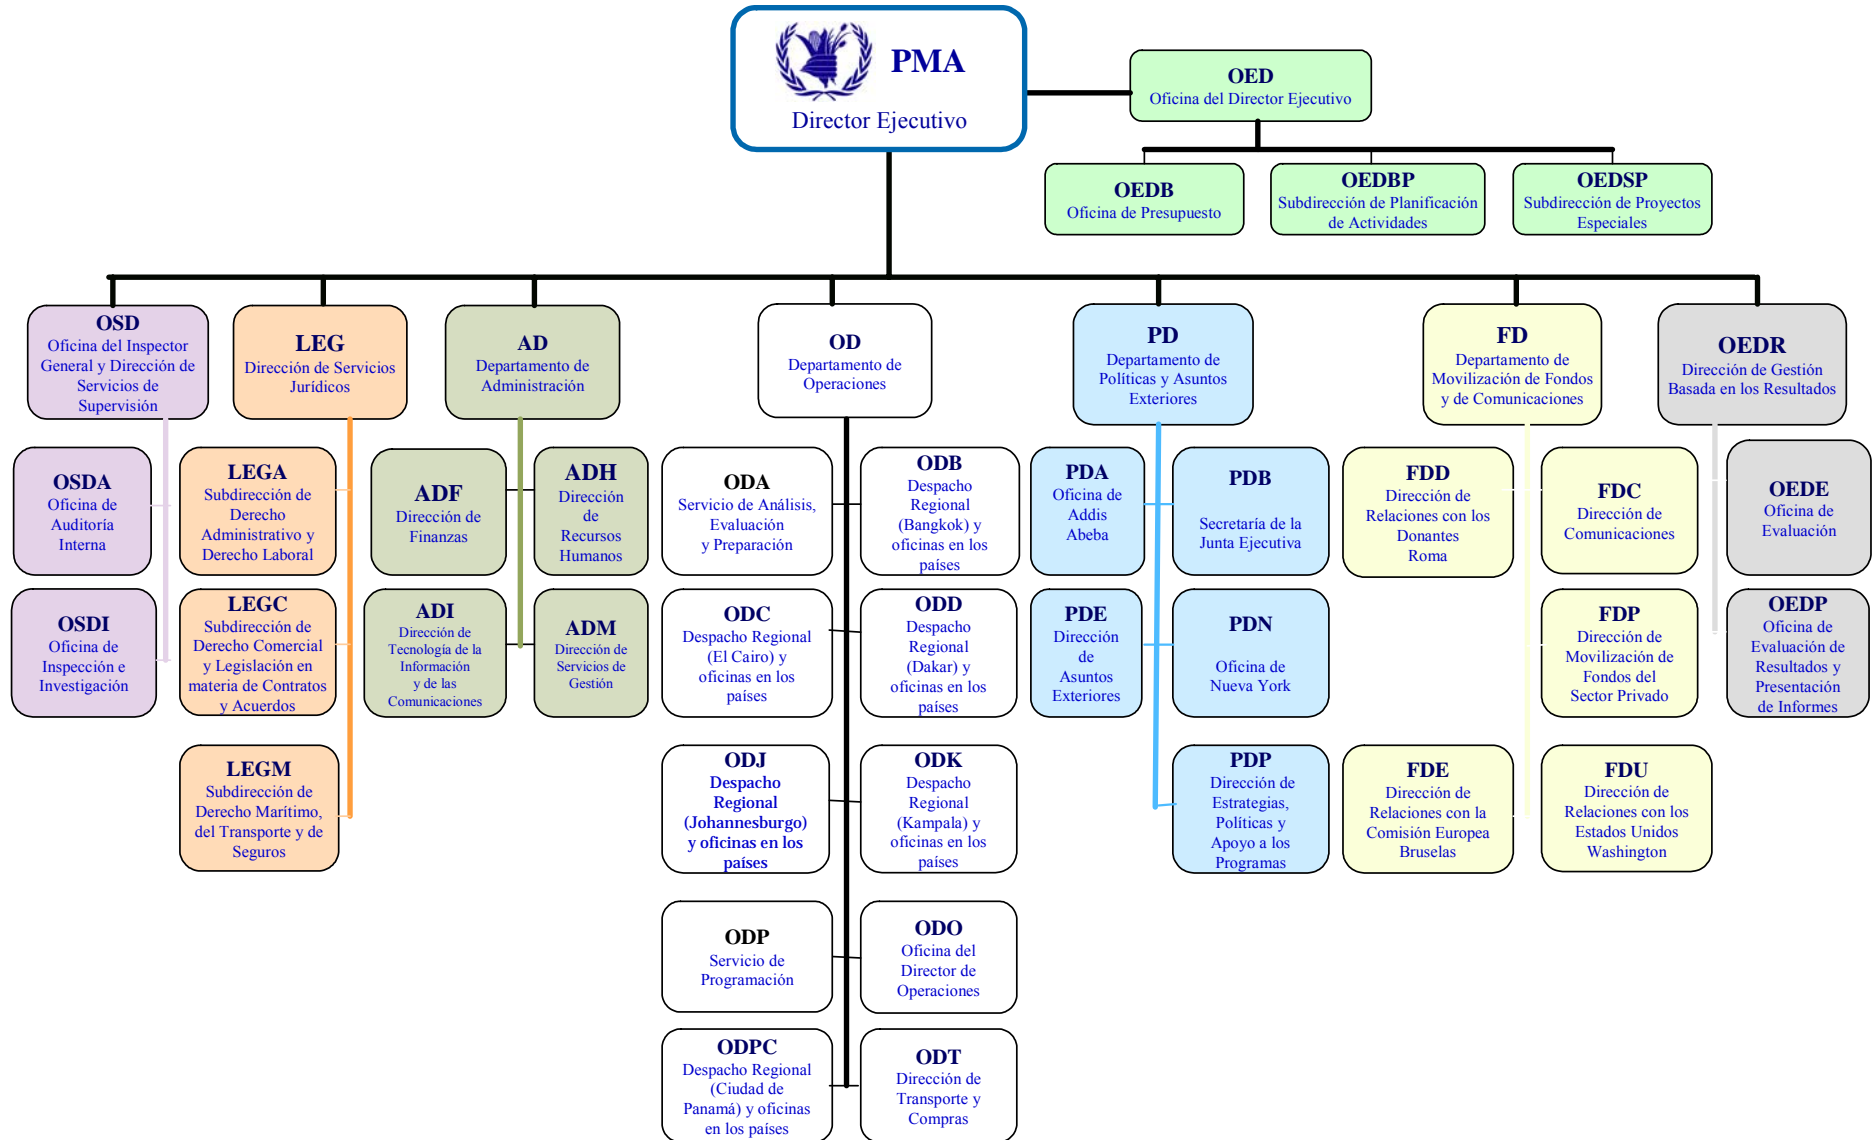 PMA
Director Ejecutivo
OED
Oficina del Director Ejecutivo
OEDB
Oficina de Presupuesto
OEDBP
Subdirección de Planificación
de Actividades
OEDSP
Subdirección de Proyectos
Especiales
OSD
Oficina del Inspector
General y Dirección de
Servicios de
Supervisión
LEG
Dirección de Servicios
Jurídicos
AD
Departamento de
Administración
OD
Departamento de
Operaciones
PD
Departamento de
Políticas y Asuntos
Exteriores
FD
Departamento de
Movilización de Fondos
y de Comunicaciones
OEDR
Dirección de Gestión
Basada en los Resultados
OSDA
Oficina de
Auditoría
Interna
LEGA
Subdirección de
Derecho
Administrativo y
Derecho Laboral
ADF
Dirección de
Finanzas
ADH
Dirección
de
Recursos
Humanos
ODA
Servicio de Análisis,
Evaluación
y Preparación
ODB
Despacho
Regional
(Bangkok) y
oficinas en los
países
PDA
Oficina de
Addis
Abeba
PDB
Secretaría de la
Junta Ejecutiva
FDD
Dirección de
Relaciones con los
Donantes
Roma
FDC
Dirección de
Comunicaciones
OEDE
Oficina de
Evaluación
OSDI
Oficina de
Inspección e
Investigación
LEGC
Subdirección de
Derecho Comercial
y Legislación en
materia de Contratos
y Acuerdos
ADI
Dirección de
Tecnología de la
Información
y de las
Comunicaciones
ADM
Dirección de
Servicios de
Gestión
ODC
Despacho Regional
(El Cairo) y
oficinas en los
países
ODD
Despacho
Regional
(Dakar) y
oficinas en los
países
PDE
Dirección
de
Asuntos
Exteriores
PDN
Oficina de
Nueva York
FDP
Dirección de
Movilización de
Fondos del
Sector Privado
OEDP
Oficina de
Evaluación de
Resultados y
Presentación
de Informes
LEGM
Subdirección de
Derecho Marítimo,
del Transporte y de
Seguros
ODJ
Despacho
Regional
(Johannesburgo)
y oficinas en los
países
ODK
Despacho
Regional
(Kampala) y
oficinas en los
países
PDP
Dirección de
Estrategias,
Políticas y
Apoyo a los
Programas
FDE
Dirección de
Relaciones con la
Comisión Europea
Bruselas
FDU
Dirección de
Relaciones con los
Estados Unidos
Washington
ODP
Servicio de
Programación
ODO
Oficina del
Director de
Operaciones
ODPC
Despacho Regional
(Ciudad de
Panamá) y oficinas
en los países
ODT
Dirección de
Transporte y
Compras